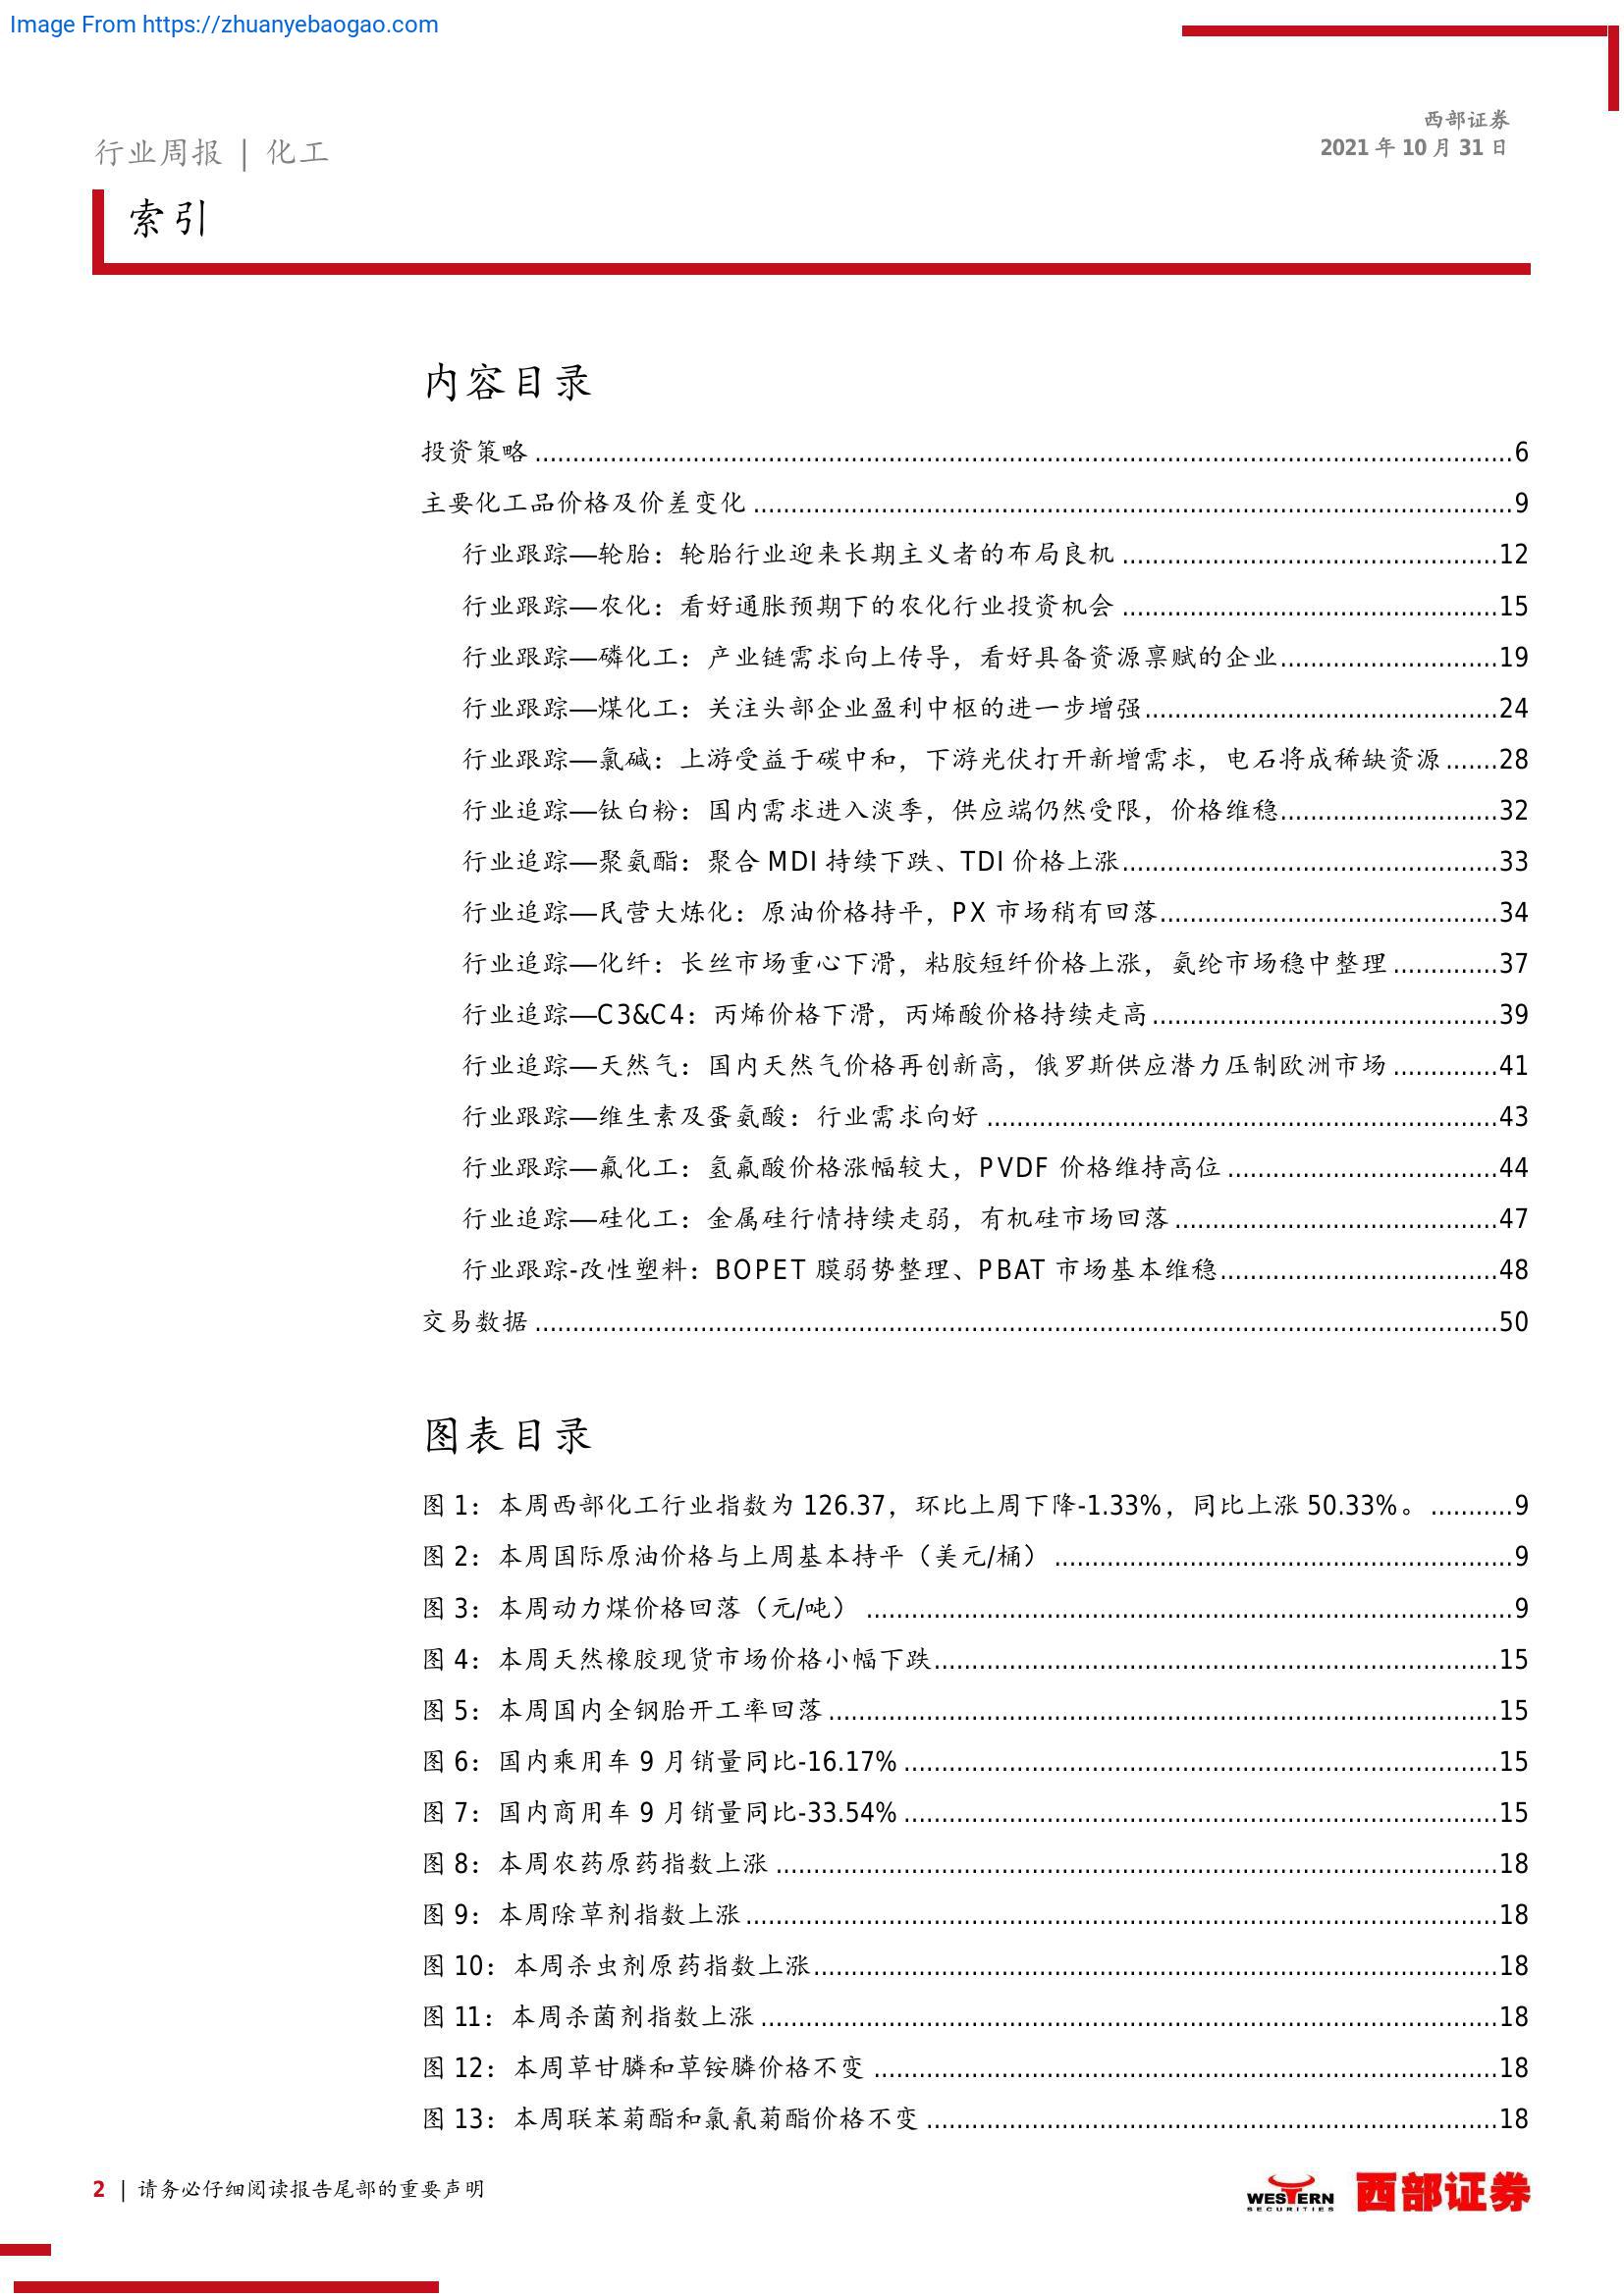 Image From https://zhuanyebaogao.com
西部证券
2021 年 10 月 31 日
行业周报 | 化工
索引
内容目录
投资策略 ........ 6
主要化工品价格及价差变化 ........ 9
行业跟踪—轮胎：轮胎行业迎来长期主义者的布局良机 ........ 12
行业跟踪—农化：看好通胀预期下的农化行业投资机会 ........ 15
行业跟踪—磷化工：产业链需求向上传导，看好具备资源禀赋的企业 ........ 19
行业跟踪—煤化工：关注头部企业盈利中枢的进一步增强 ........ 24
行业跟踪—氯碱：上游受益于碳中和，下游光伏打开新增需求，电石将成稀缺资源 ....... 28
行业追踪—钛白粉：国内需求进入淡季，供应端仍然受限，价格维稳 ........ 32
行业追踪—聚氨酯：聚合 MDI 持续下跌、TDI 价格上涨 ........ 33
行业追踪—民营大炼化：原油价格持平，PX 市场稍有回落 ........ 34
行业追踪—化纤：长丝市场重心下滑，粘胶短纤价格上涨，氨纶市场稳中整理 ........ 37
行业追踪—C3&C4：丙烯价格下滑，丙烯酸价格持续走高 ........ 39
行业追踪—天然气：国内天然气价格再创新高，俄罗斯供应潜力压制欧洲市场 ........ 41
行业跟踪—维生素及蛋氨酸：行业需求向好 ........ 43
行业跟踪—氟化工：氢氟酸价格涨幅较大，PVDF 价格维持高位 ........ 44
行业追踪—硅化工：金属硅行情持续走弱，有机硅市场回落 ........ 47
行业跟踪-改性塑料：BOPET 膜弱势整理、PBAT 市场基本维稳 ........ 48
交易数据 ........ 50
图表目录
图 1：本周西部化工行业指数为 126.37，环比上周下降-1.33%，同比上涨 50.33%。 ........ 9
图 2：本周国际原油价格与上周基本持平（美元/桶） ........ 9
图 3：本周动力煤价格回落（元/吨） ........ 9
图 4：本周天然橡胶现货市场价格小幅下跌 ........ 15
图 5：本周国内全钢胎开工率回落 ........ 15
图 6：国内乘用车 9 月销量同比-16.17% ........ 15
图 7：国内商用车 9 月销量同比-33.54% ........ 15
图 8：本周农药原药指数上涨 ........ 18
图 9：本周除草剂指数上涨 ........ 18
图 10：本周杀虫剂原药指数上涨 ........ 18
图 11：本周杀菌剂指数上涨 ........ 18
图 12：本周草甘膦和草铵膦价格不变 ........ 18
图 13：本周联苯菊酯和氯氰菊酯价格不变 ........ 18
2 | 请务必仔细阅读报告尾部的重要声明
WESTERN
SECURITIES
西部证券